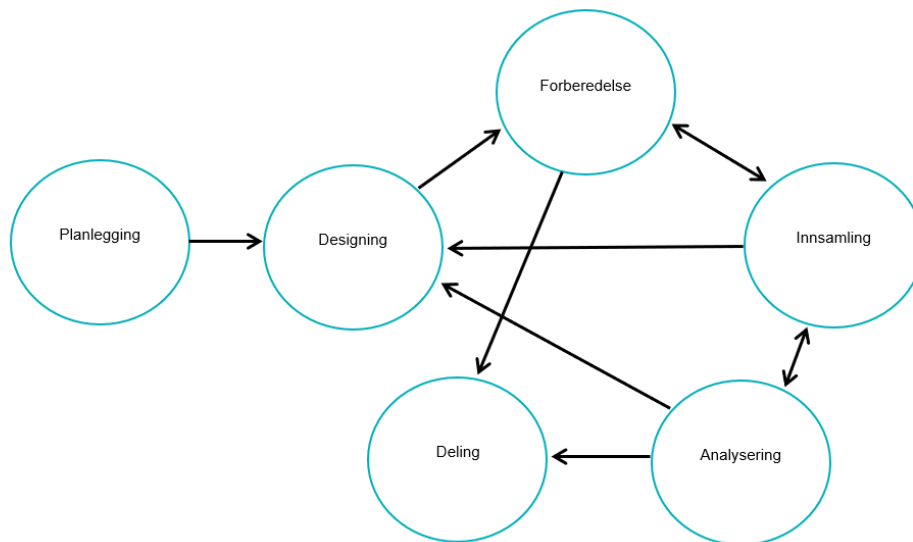 Forberedelse
Planlegging
Designing
Innsamling
Deling
Analysering